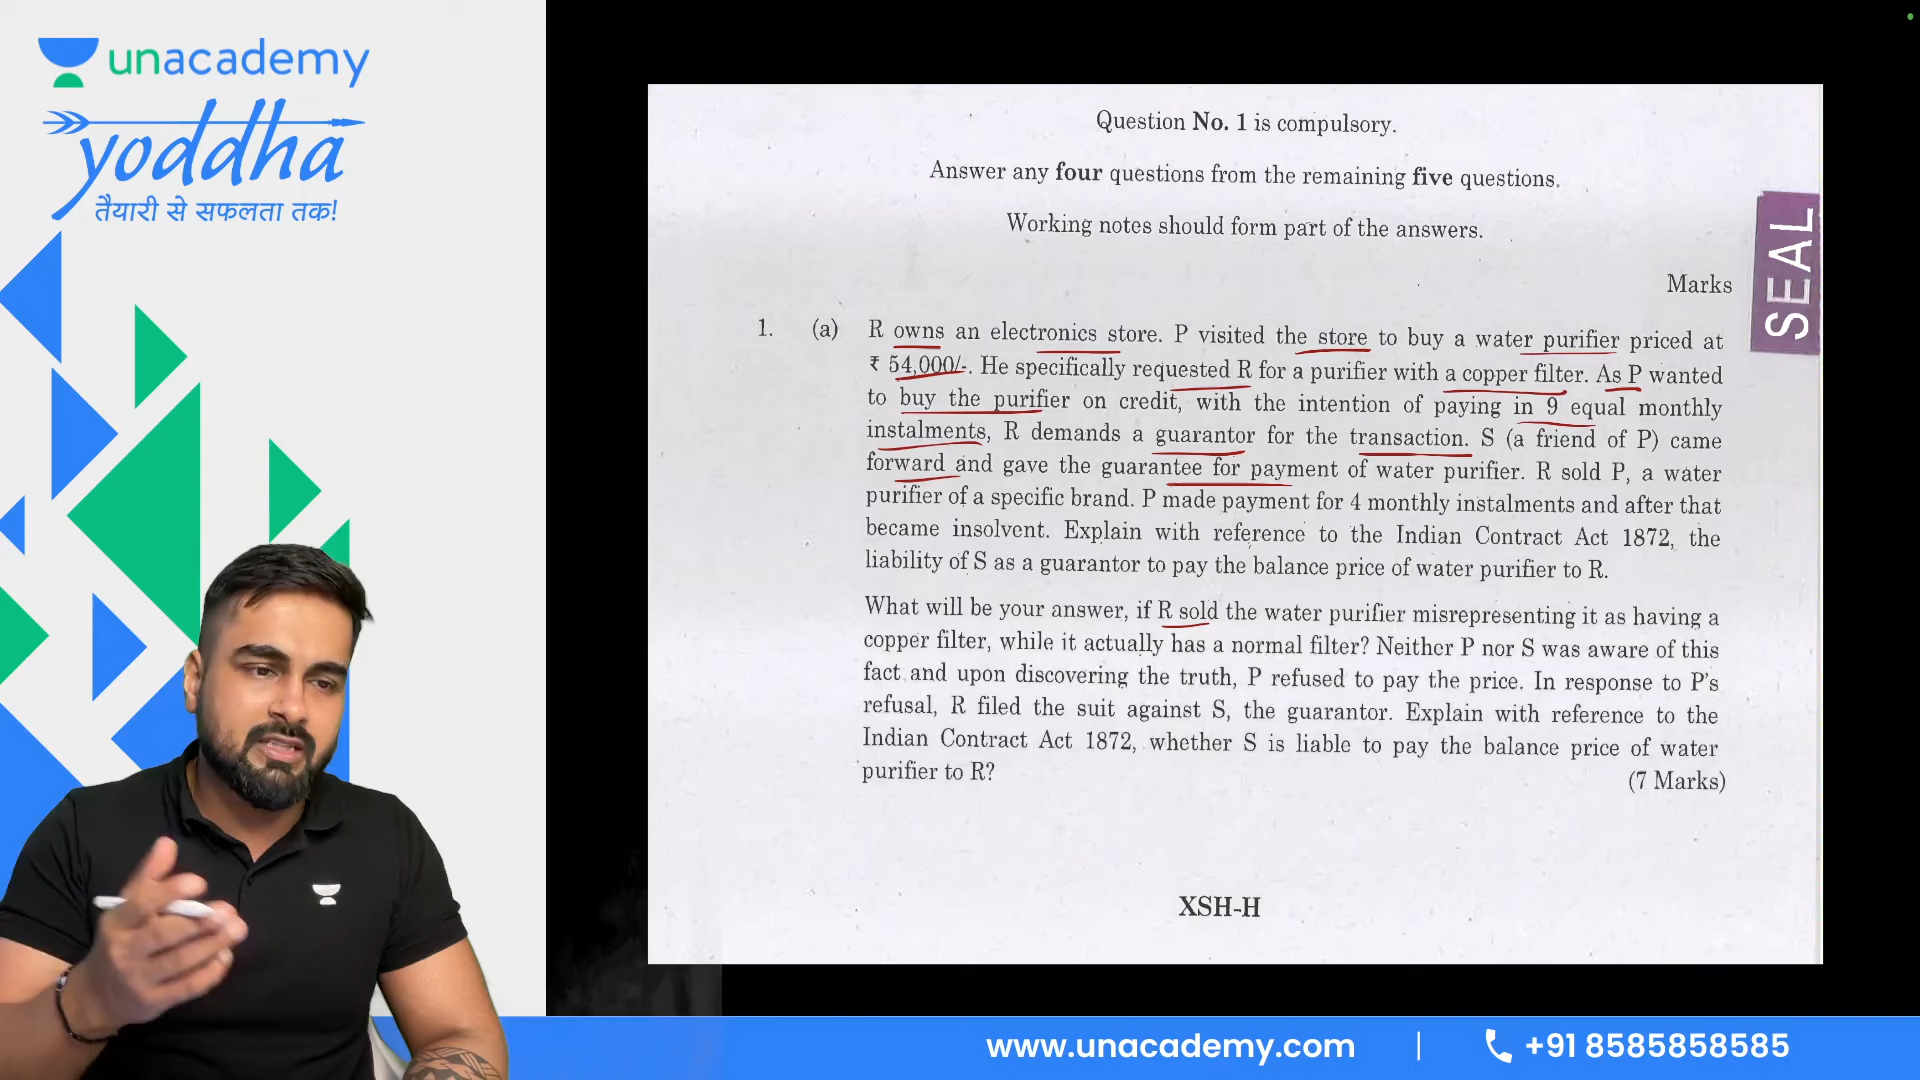 unacademy
yoddha
तैयारी से सफलता तक!
Question No. 1 is compulsory.
Answer any four questions from the remaining five questions.
Working notes should form part of the answers.
SEAL
Marks
1. (a) R owns an electronics store. P visited the store to buy a water purifier priced at
₹ 54,000/-. He specifically requested R for a purifier with a copper filter. As P wanted
to buy the purifier on credit, with the intention of paying in 9 equal monthly
instalments, R demands a guarantor for the transaction. S (a friend of P) came
forward and gave the guarantee for payment of water purifier. R sold P, a water
purifier of a specific brand. P made payment for 4 monthly instalments and after that
became insolvent. Explain with reference to the Indian Contract Act 1872, the
liability of S as a guarantor to pay the balance price of water purifier to R.
What will be your answer, if R sold the water purifier misrepresenting it as having a
copper filter, while it actually has a normal filter? Neither P nor S was aware of this
fact and upon discovering the truth, P refused to pay the price. In response to P's
refusal, R filed the suit against S, the guarantor. Explain with reference to the
Indian Contract Act 1872, whether S is liable to pay the balance price of water
purifier to R?
(7 Marks)
XSH-H
www.unacademy.com | +91 8585858585